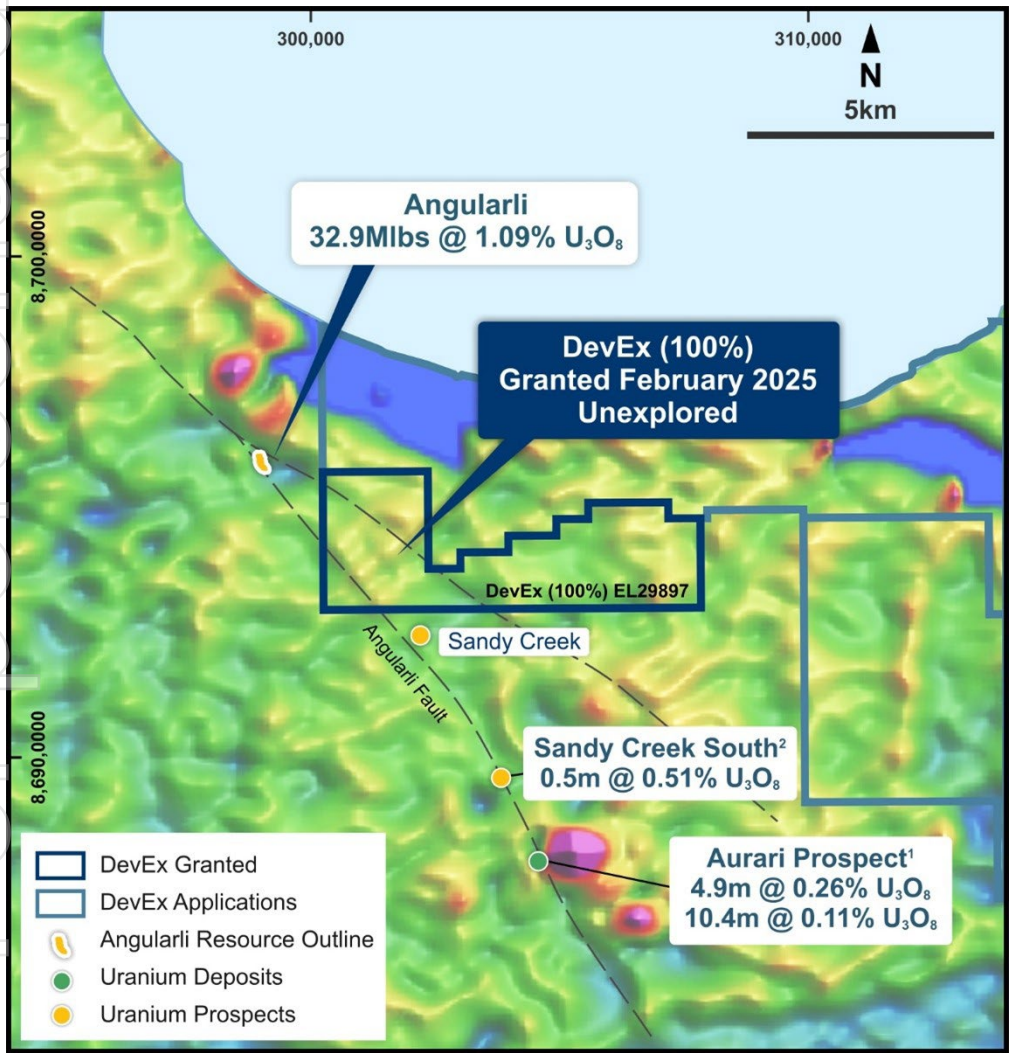 300,000
310,000
N
5km
8,700,0000
8,690,0000
Angularli
32.9Mlbs @ 1.09% U₃O₈
DevEx (100%)
Granted February 2025
Unexplored
DevEx (100%) EL29897
Sandy Creek
Angularli Fault
Sandy Creek South²
0.5m @ 0.51% U₃O₈
Aurari Prospect¹
4.9m @ 0.26% U₃O₈
10.4m @ 0.11% U₃O₈
DevEx Granted
DevEx Applications
Angularli Resource Outline
Uranium Deposits
Uranium Prospects